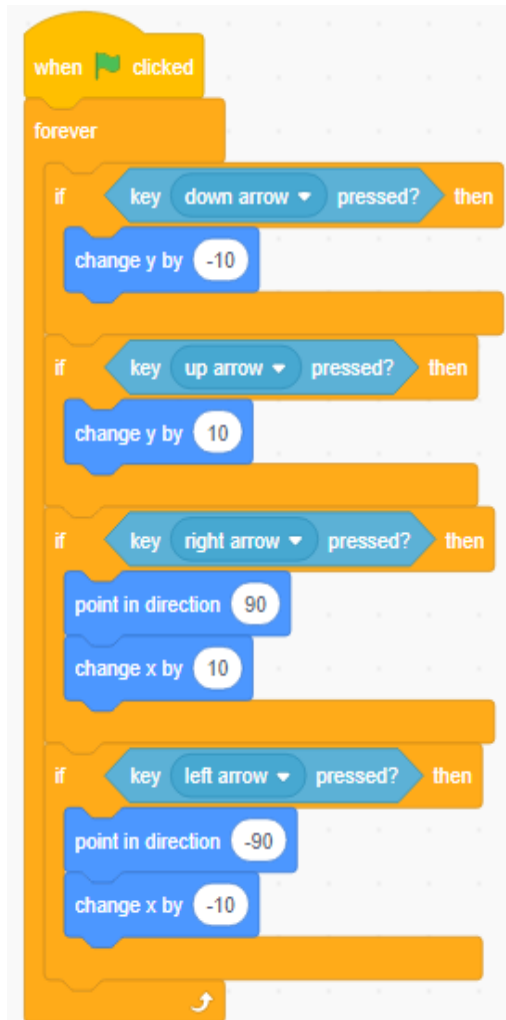 when clicked
forever
if key down arrow pressed? then
change y by -10
if key up arrow pressed? then
change y by 10
if key right arrow pressed? then
point in direction 90
change x by 10
if key left arrow pressed? then
point in direction -90
change x by -10